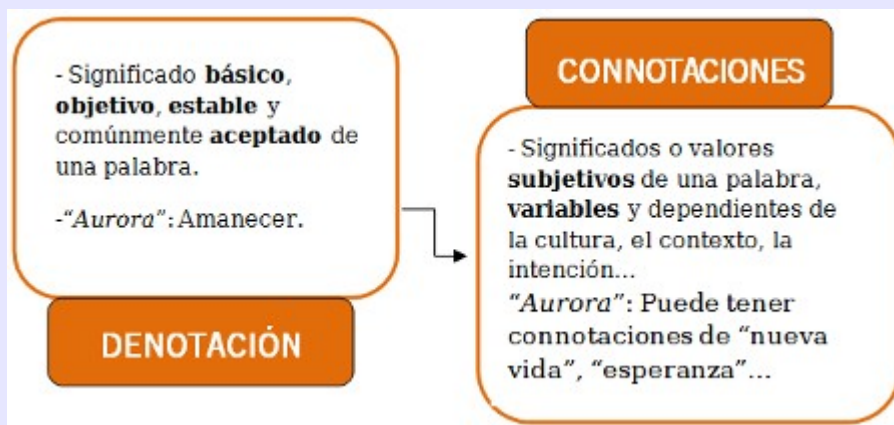 - Significado básico,
objetivo, estable y
comúnmente aceptado de
una palabra.
-“Aurora”: Amanecer.
DENOTACIÓN
CONNOTACIONES
- Significados o valores
subjetivos de una palabra,
variables y dependientes de
la cultura, el contexto, la
intención...
“Aurora”: Puede tener
connotaciones de “nueva
vida”, “esperanza”...